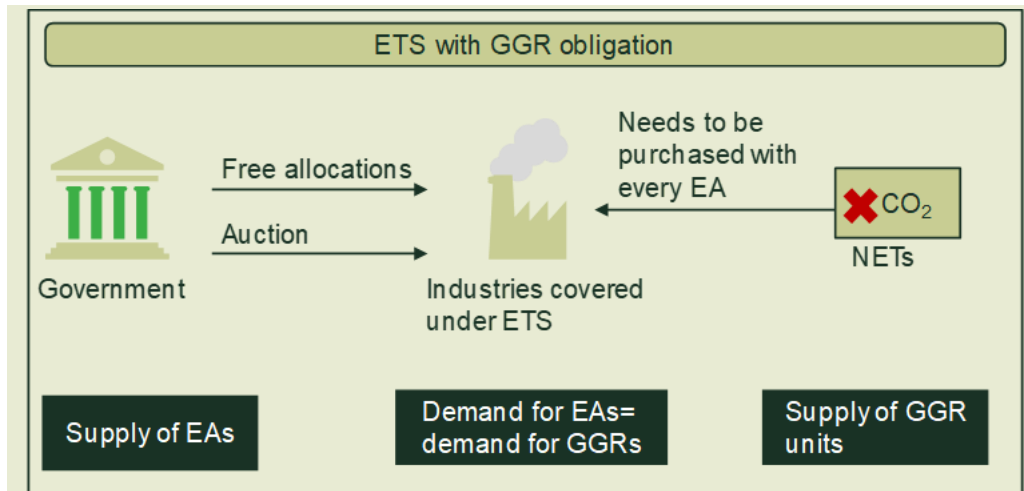 ETS with GGR obligation
Free allocations
Auction
Government
Industries covered
under ETS
Needs to be
purchased with
every EA
CO₂
NETs
Supply of EAs
Demand for EAs=
demand for GGRs
Supply of GGR
units